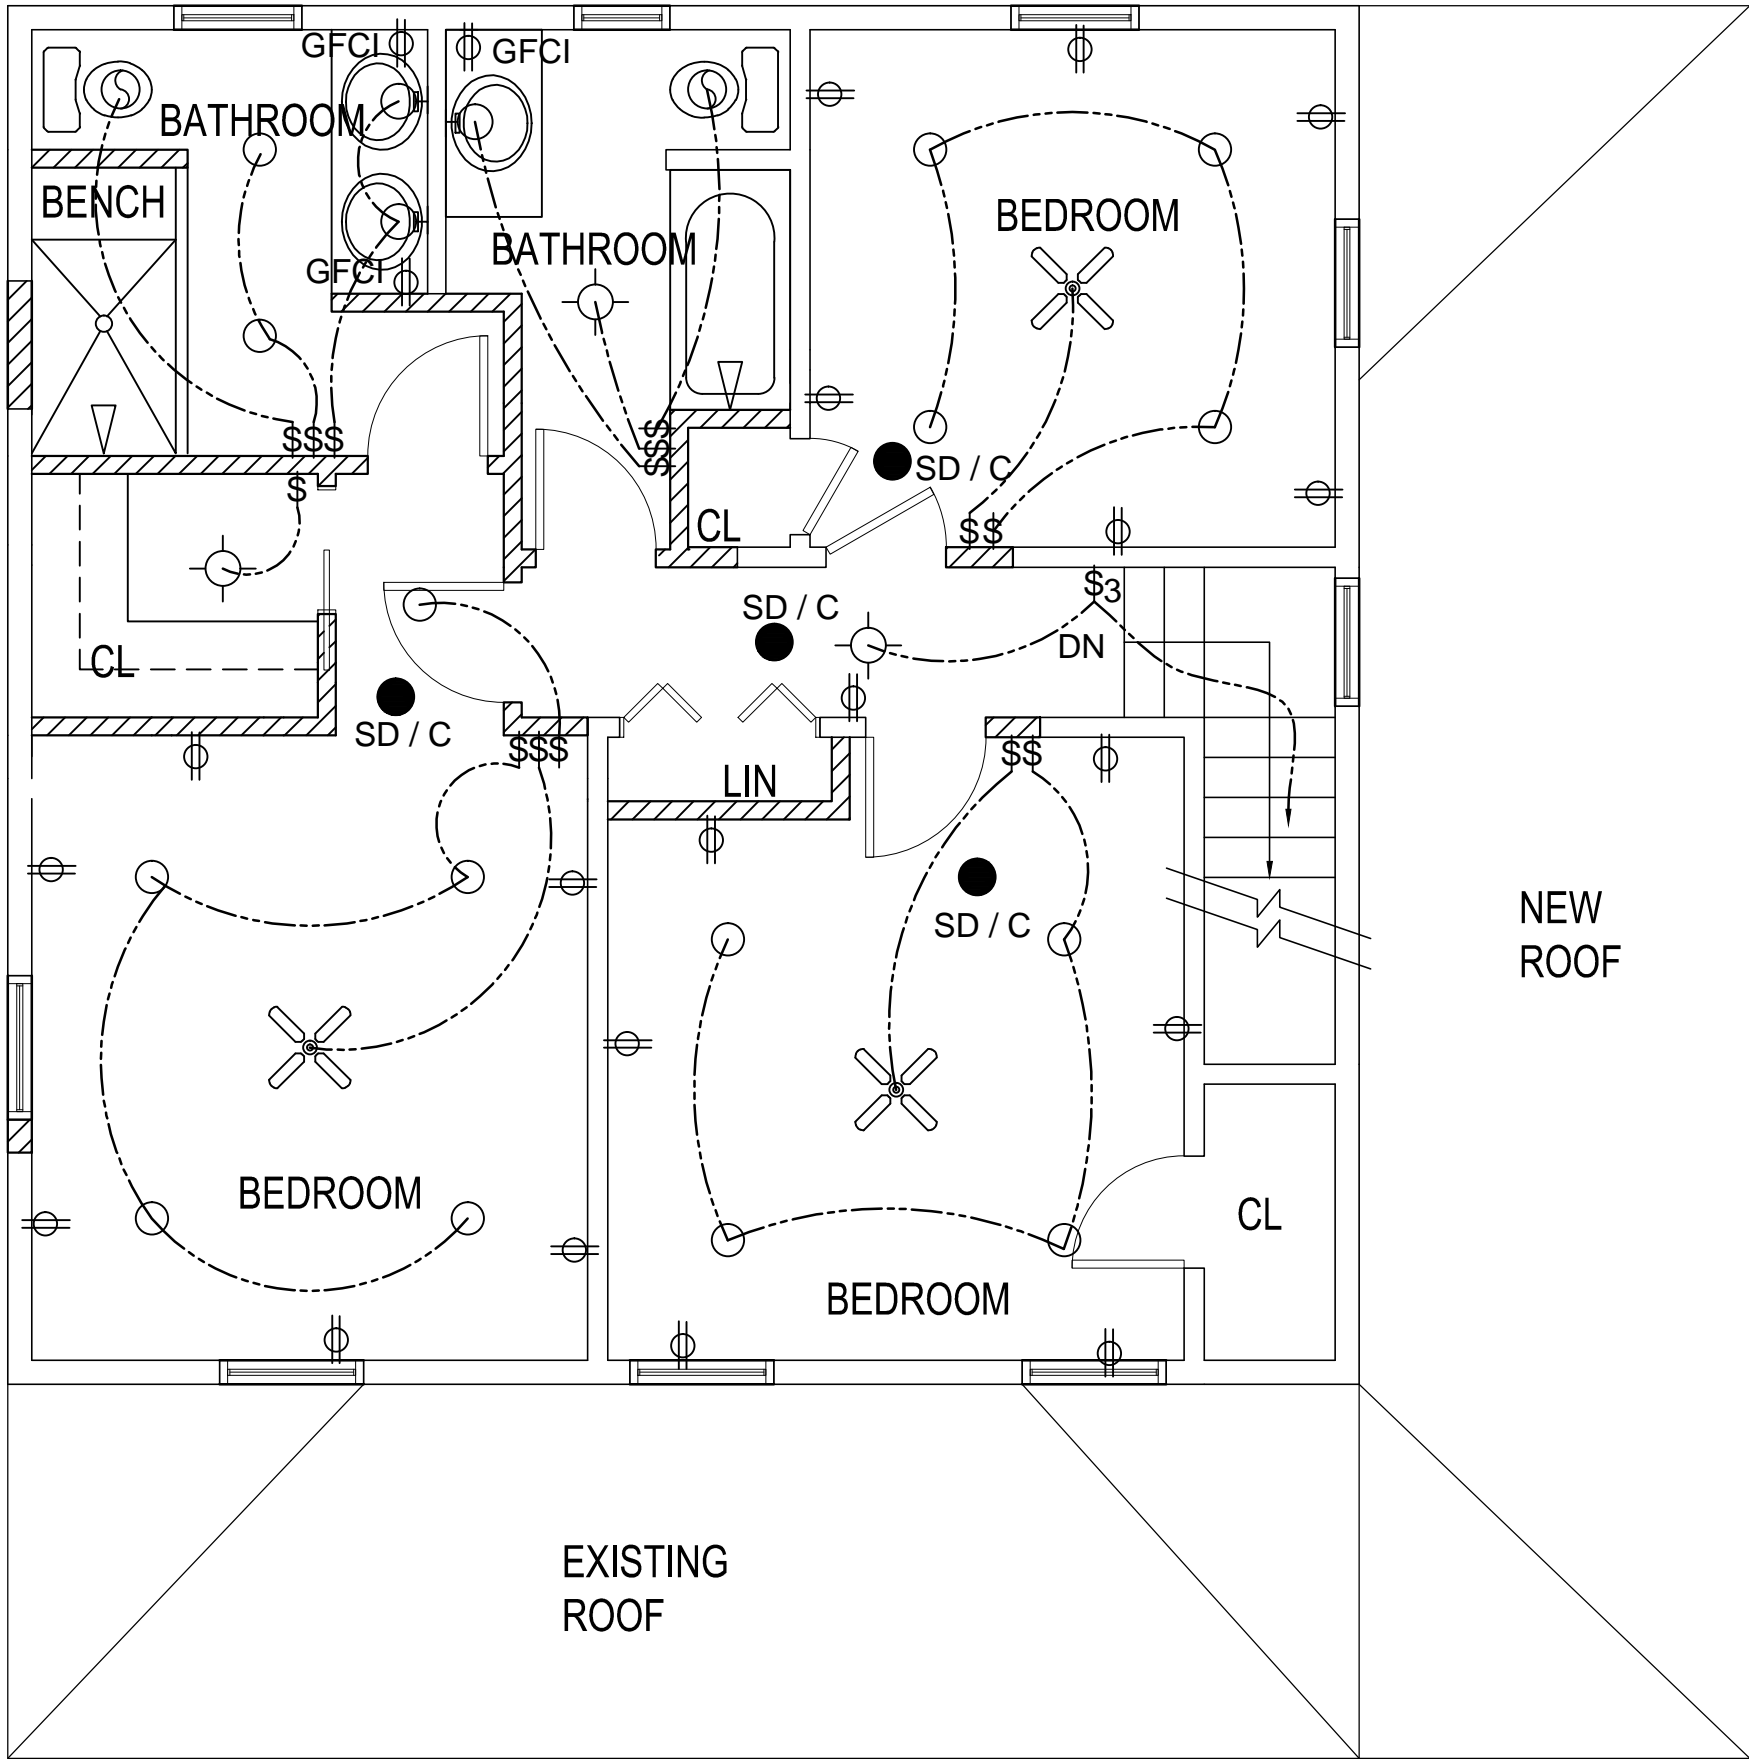 GFCI
GFCI
BATHROOM
BENCH
BEDROOM
BATHROOM
GFCI
$$$
$$$
SD / C
$
CL
$$
$3
SD / C
DN
CL
SD / C
$$$
$$
LIN
SD / C
NEW
ROOF
BEDROOM
CL
BEDROOM
EXISTING
ROOF